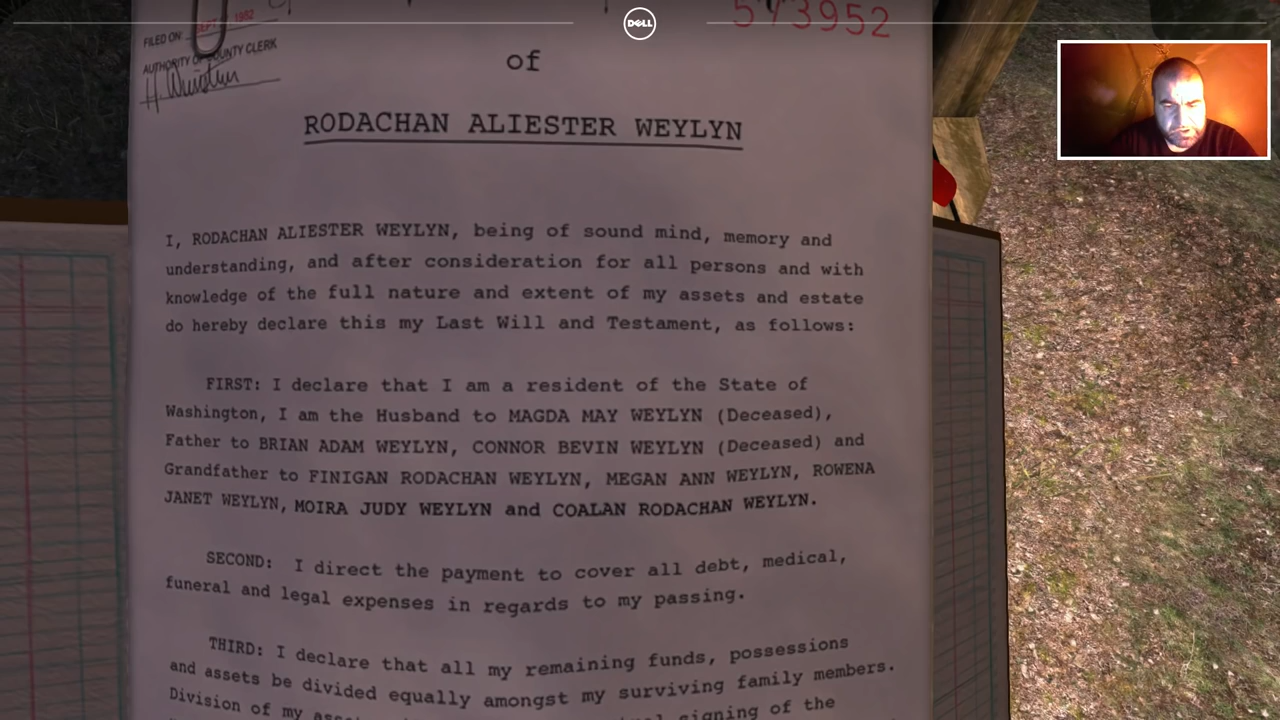 DELL
573952
FILED ON: SEPT 1982
AUTHORITY OF COUNTY CLERK
of
RODACHAN ALIESTER WEYLYN
I, RODACHAN ALIESTER WEYLYN, being of sound mind, memory and
understanding, and after consideration for all persons and with
knowledge of the full nature and extent of my assets and estate
do hereby declare this my Last Will and Testament, as follows:
FIRST: I declare that I am a resident of the State of
Washington, I am the Husband to MAGDA MAY WEYLYN (Deceased),
Father to BRIAN ADAM WEYLYN, CONNOR BEVIN WEYLYN (Deceased) and
Grandfather to FINIGAN RODACHAN WEYLYN, MEGAN ANN WEYLYN, ROWENA
JANET WEYLYN, MOIRA JUDY WEYLYN and COALAN RODACHAN WEYLYN.
SECOND: I direct the payment to cover all debt, medical,
funeral and legal expenses in regards to my passing.
THIRD: I declare that all my remaining funds, possessions
and assets be divided equally amongst my surviving family members.
Division of my signing of the